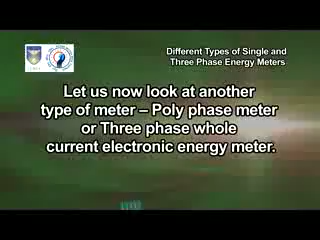 Different Types of Single and
Three Phase Energy Meters
Let us now look at another
type of meter – Poly phase meter
or Three phase whole
current electronic energy meter.